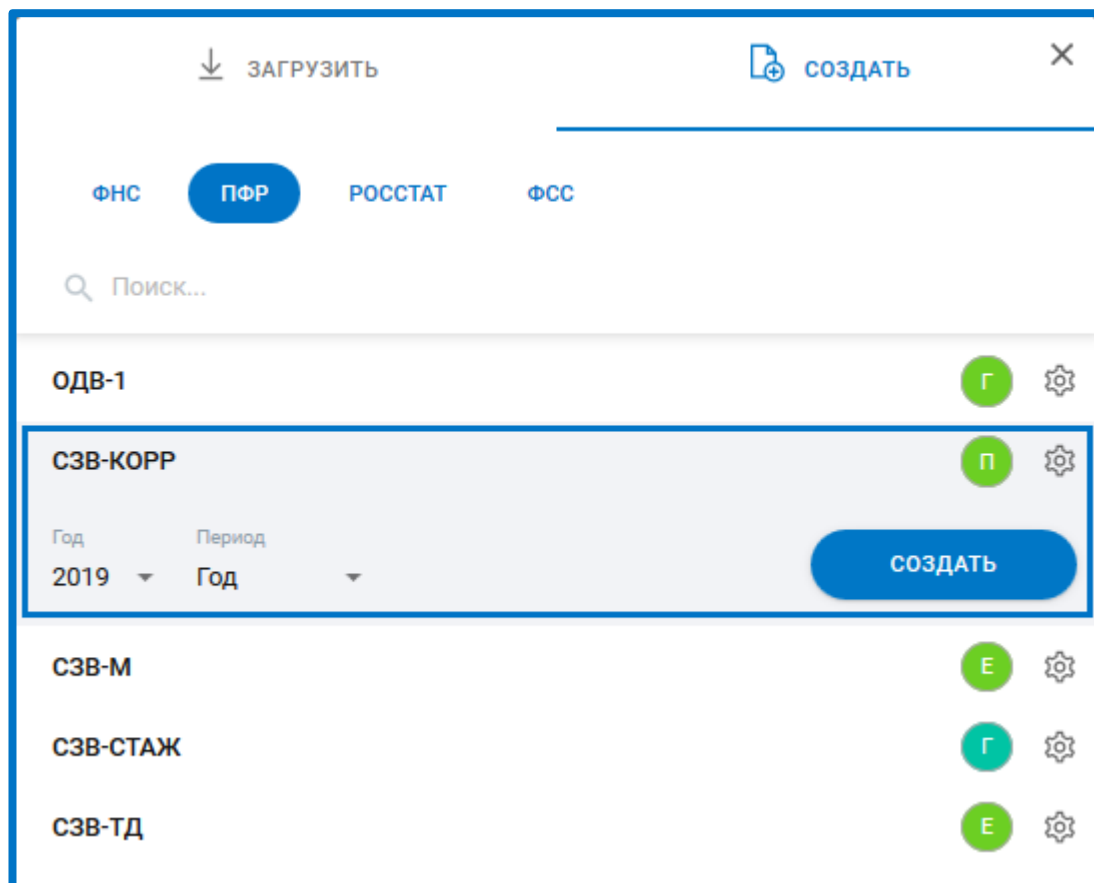 ЗАГРУЗИТЬ СОЗДАТЬ
ФНС ПФР РОССТАТ ФСС
Поиск...
ОДВ-1 Г
СЗВ-КОРР П
Год Период
2019 Год СОЗДАТЬ
СЗВ-М Е
СЗВ-СТАЖ Г
СЗВ-ТД Е